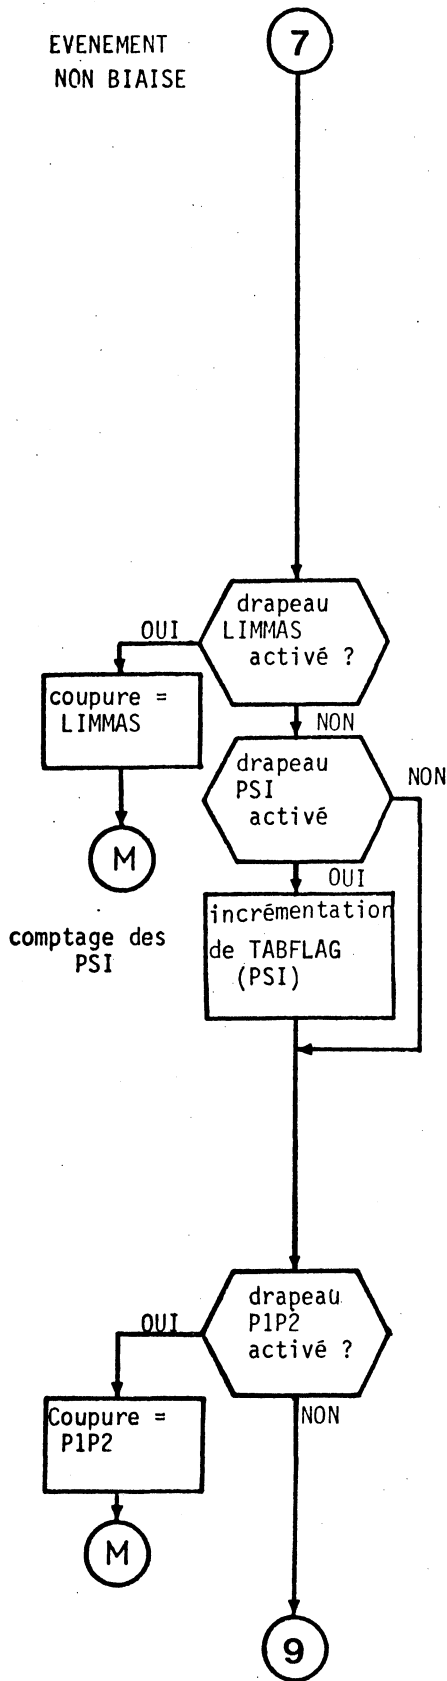 EVENEMENT
NON BIAISE
7
drapeau
LIMMAS
activé ?
OUI
coupure =
LIMMAS
M
NON
drapeau
PSI
activé
NON
OUI
comptage des
PSI
incrémentation
de TABFLAG
(PSI)
drapeau
P1P2
activé ?
OUI
Coupure =
P1P2
M
NON
9